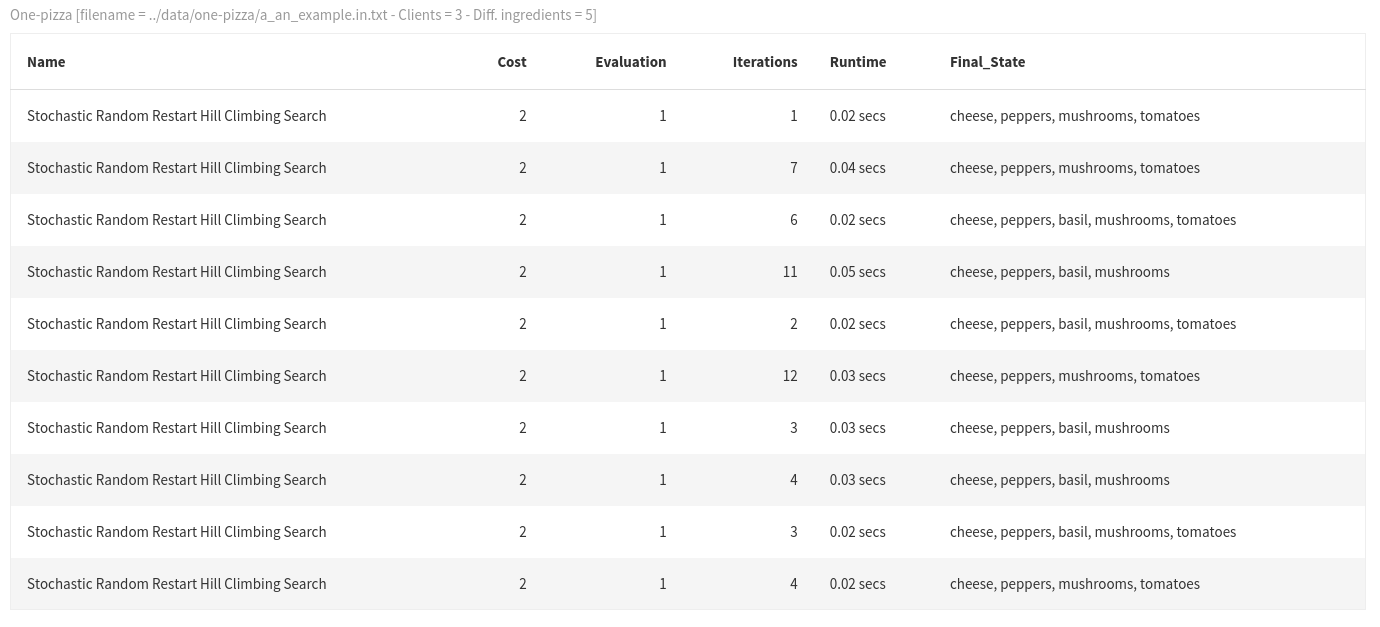 One-pizza [filename = ../data/one-pizza/a_an_example.in.txt - Clients = 3 - Diff. ingredients = 5]
Name Cost Evaluation Iterations Runtime Final_State
Stochastic Random Restart Hill Climbing Search 2 1 1 0.02 secs cheese, peppers, mushrooms, tomatoes
Stochastic Random Restart Hill Climbing Search 2 1 7 0.04 secs cheese, peppers, mushrooms, tomatoes
Stochastic Random Restart Hill Climbing Search 2 1 6 0.02 secs cheese, peppers, basil, mushrooms, tomatoes
Stochastic Random Restart Hill Climbing Search 2 1 11 0.05 secs cheese, peppers, basil, mushrooms
Stochastic Random Restart Hill Climbing Search 2 1 2 0.02 secs cheese, peppers, basil, mushrooms, tomatoes
Stochastic Random Restart Hill Climbing Search 2 1 12 0.03 secs cheese, peppers, mushrooms, tomatoes
Stochastic Random Restart Hill Climbing Search 2 1 3 0.03 secs cheese, peppers, basil, mushrooms
Stochastic Random Restart Hill Climbing Search 2 1 4 0.03 secs cheese, peppers, basil, mushrooms
Stochastic Random Restart Hill Climbing Search 2 1 3 0.02 secs cheese, peppers, basil, mushrooms, tomatoes
Stochastic Random Restart Hill Climbing Search 2 1 4 0.02 secs cheese, peppers, mushrooms, tomatoes